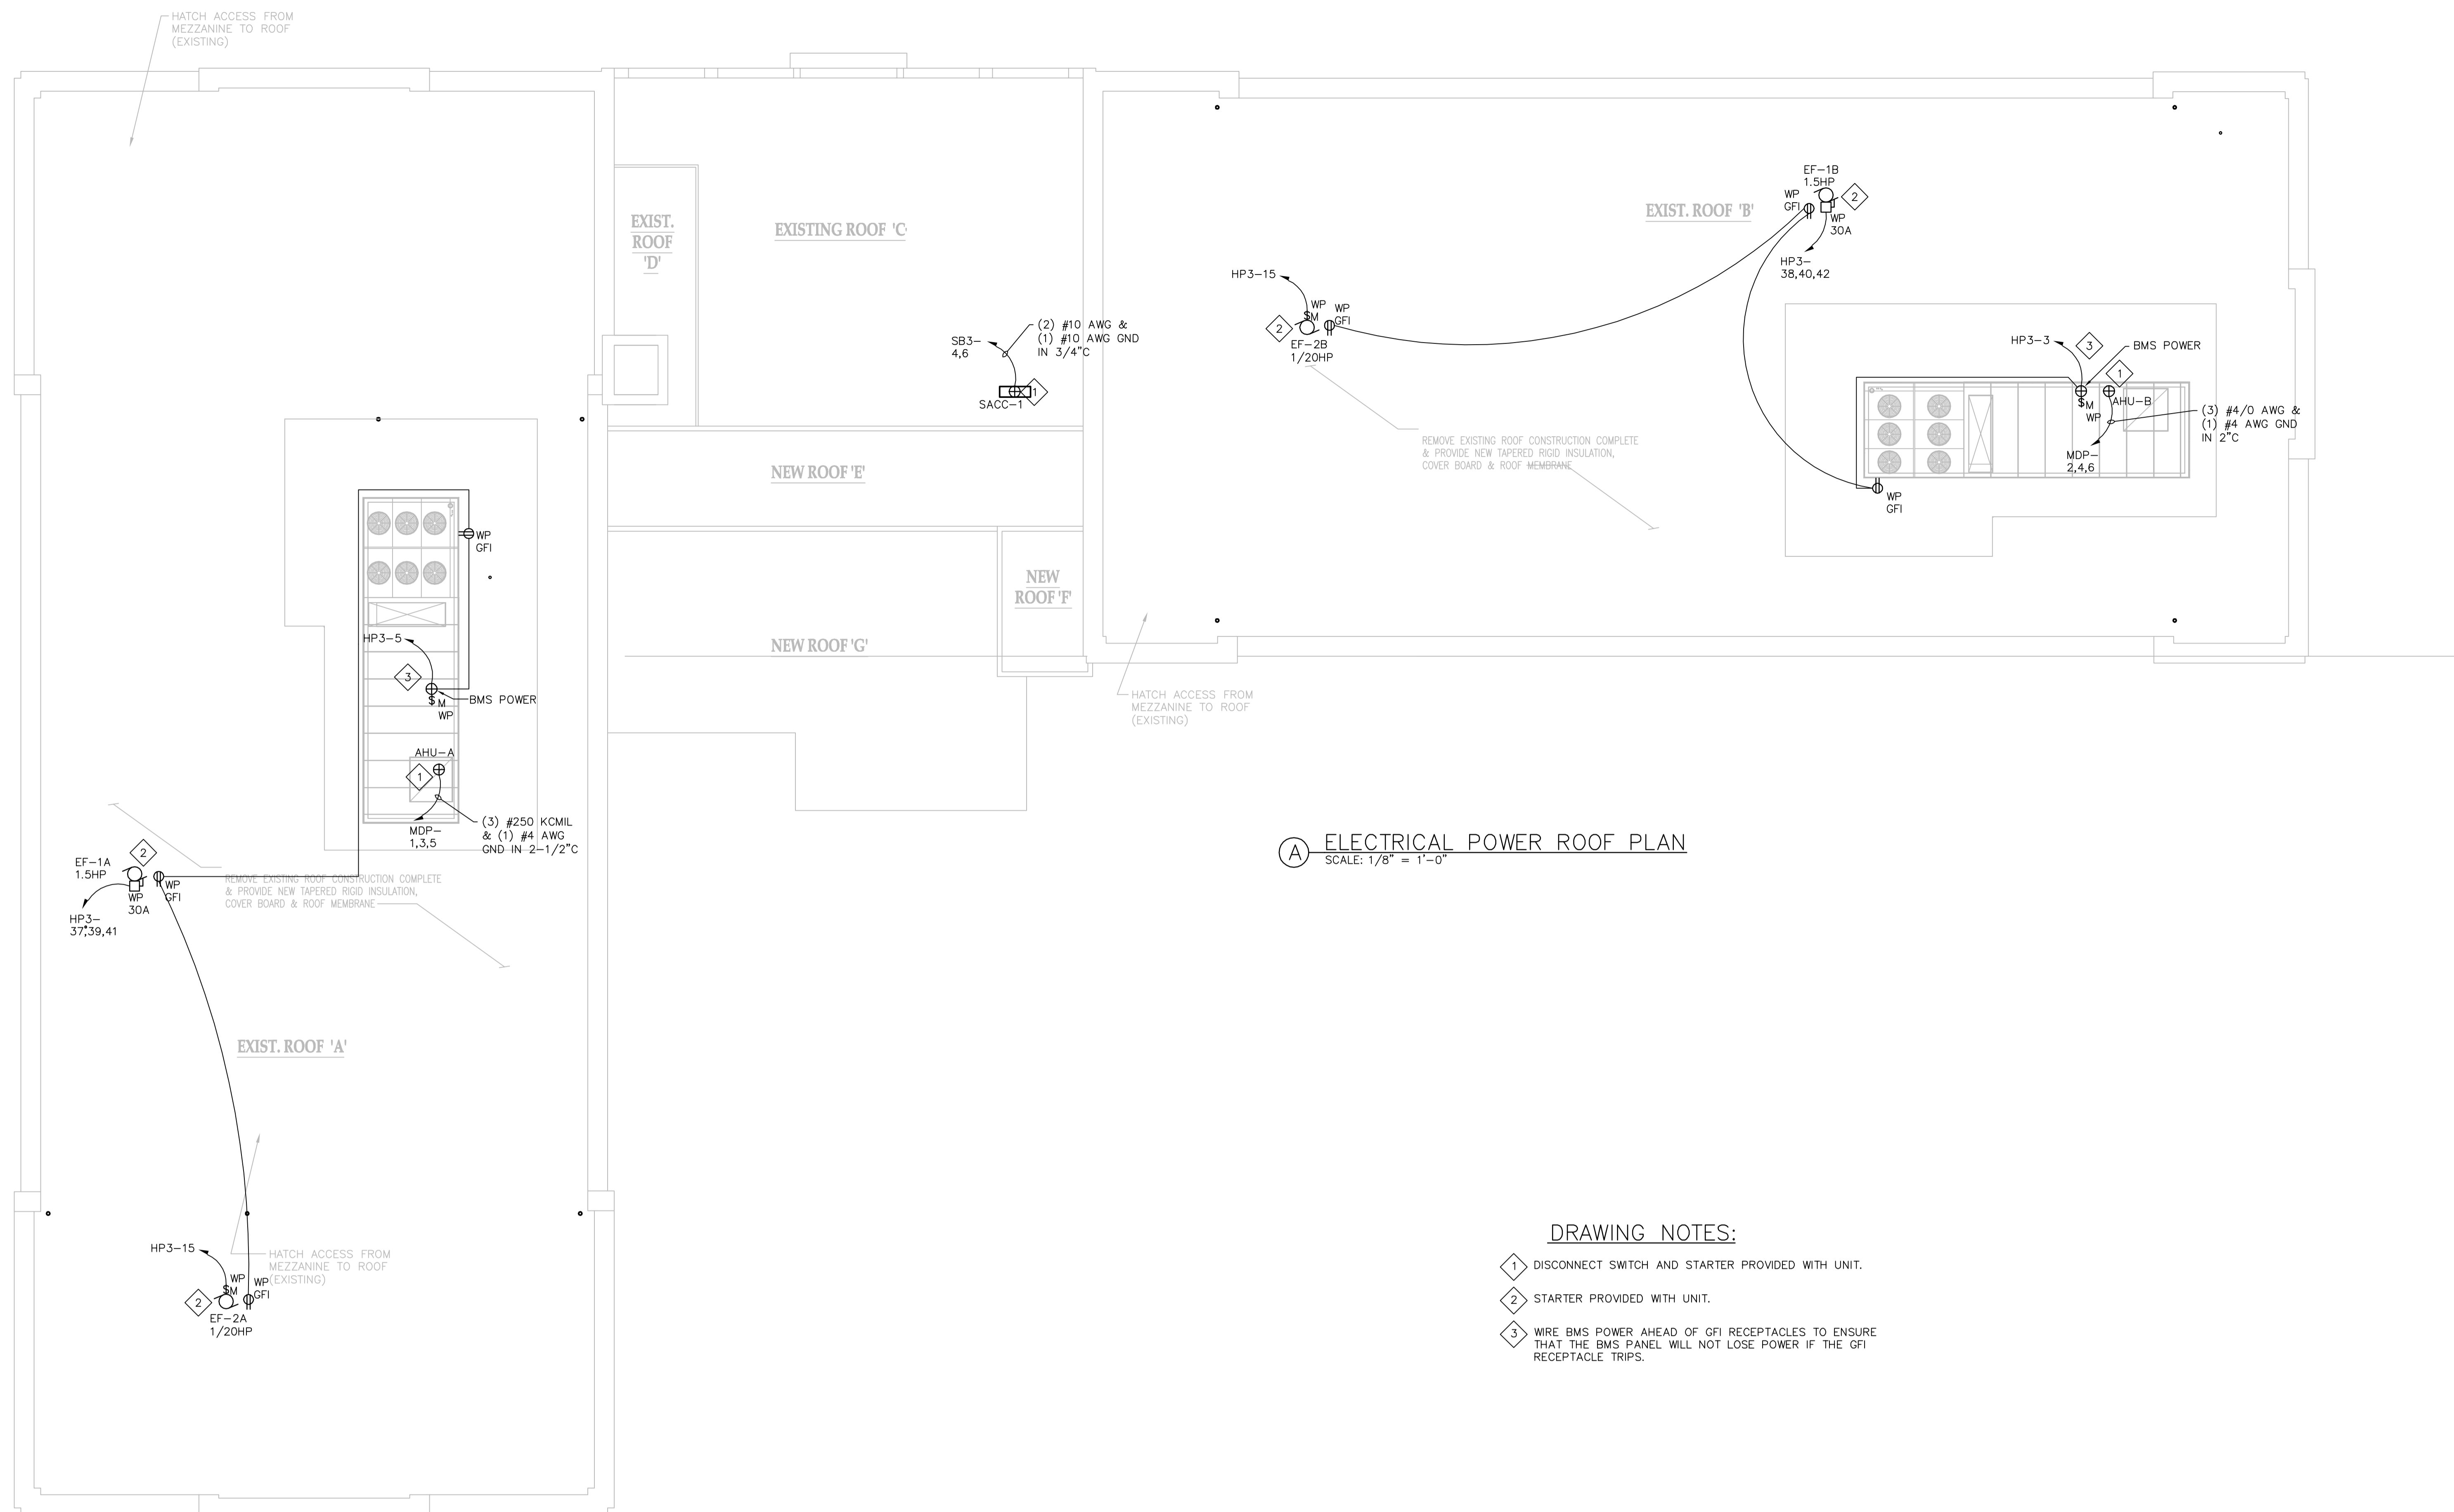 HATCH ACCESS FROM
MEZZANINE TO ROOF
(EXISTING)
EXIST.
ROOF
'D'
EXISTING ROOF 'C'
SB3-
4,6
(2) #10 AWG &
(1) #10 AWG GND
IN 3/4"C
1
SACC-1
NEW ROOF 'E'
NEW
ROOF 'F'
NEW ROOF 'G'
EXIST. ROOF 'B'
EF-1B
1.5HP
WP
GFI
2
WP
30A
HP3-
38,40,42
HP3-15
WP
$M
WP
GFI
2
EF-2B
1/20HP
REMOVE EXISTING ROOF CONSTRUCTION COMPLETE
& PROVIDE NEW TAPERED RIGID INSULATION,
COVER BOARD & ROOF MEMBRANE
HP3-3
3
BMS POWER
1
$M
WP
AHU-B
(3) #4/0 AWG &
(1) #4 AWG GND
IN 2"C
MDP-
2,4,6
WP
GFI
HATCH ACCESS FROM
MEZZANINE TO ROOF
(EXISTING)
WP
GFI
HP3-5
3
BMS POWER
$M
WP
AHU-A
1
(3) #250 KCMIL
& (1) #4 AWG
GND IN 2-1/2"C
MDP-
1,3,5
2
EF-1A
1.5HP
WP
GFI
WP
30A
HP3-
37,39,41
REMOVE EXISTING ROOF CONSTRUCTION COMPLETE
& PROVIDE NEW TAPERED RIGID INSULATION,
COVER BOARD & ROOF MEMBRANE
EXIST. ROOF 'A'
HP3-15
WP
$M
WP
GFI
2
EF-2A
1/20HP
HATCH ACCESS FROM
MEZZANINE TO ROOF
(EXISTING)
A ELECTRICAL POWER ROOF PLAN
SCALE: 1/8" = 1'-0"
DRAWING NOTES:
1 DISCONNECT SWITCH AND STARTER PROVIDED WITH UNIT.
2 STARTER PROVIDED WITH UNIT.
3 WIRE BMS POWER AHEAD OF GFI RECEPTACLES TO ENSURE
THAT THE BMS PANEL WILL NOT LOSE POWER IF THE GFI
RECEPTACLE TRIPS.